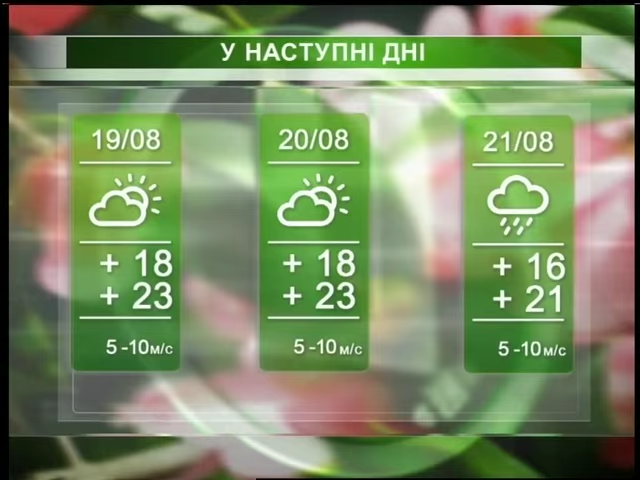 У НАСТУПНІ ДНІ
19/08
+ 18
+ 23
5 -10м/с
20/08
+ 18
+ 23
5 -10м/с
21/08
+ 16
+ 21
5 -10м/с